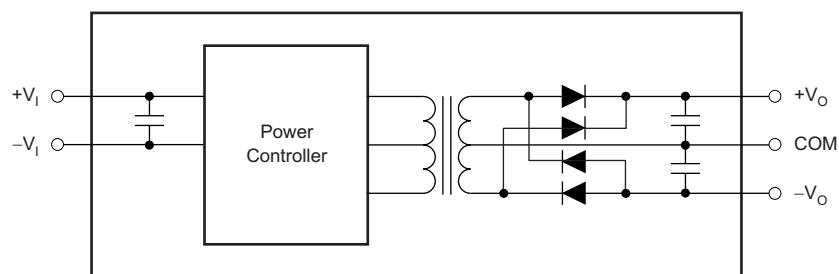 +V_I
−V_I
Power
Controller
+V_O
COM
−V_O